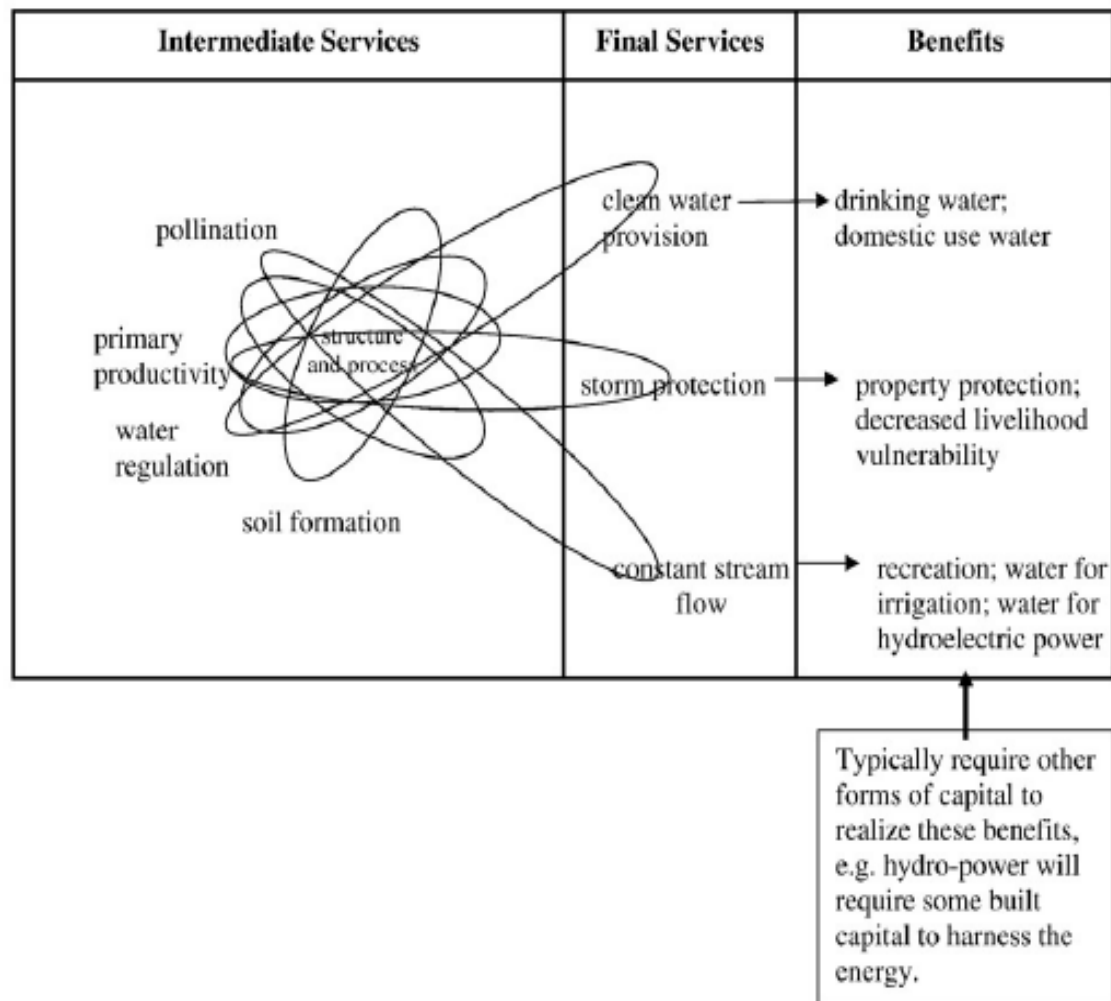 Intermediate Services
Final Services
Benefits
pollination
primary
productivity
water
regulation
soil formation
structure
and process
clean water
provision
storm protection
constant stream
flow
drinking water;
domestic use water
property protection;
decreased livelihood
vulnerability
recreation; water for
irrigation; water for
hydroelectric power
Typically require other
forms of capital to
realize these benefits,
e.g. hydro-power will
require some built
capital to harness the
energy.